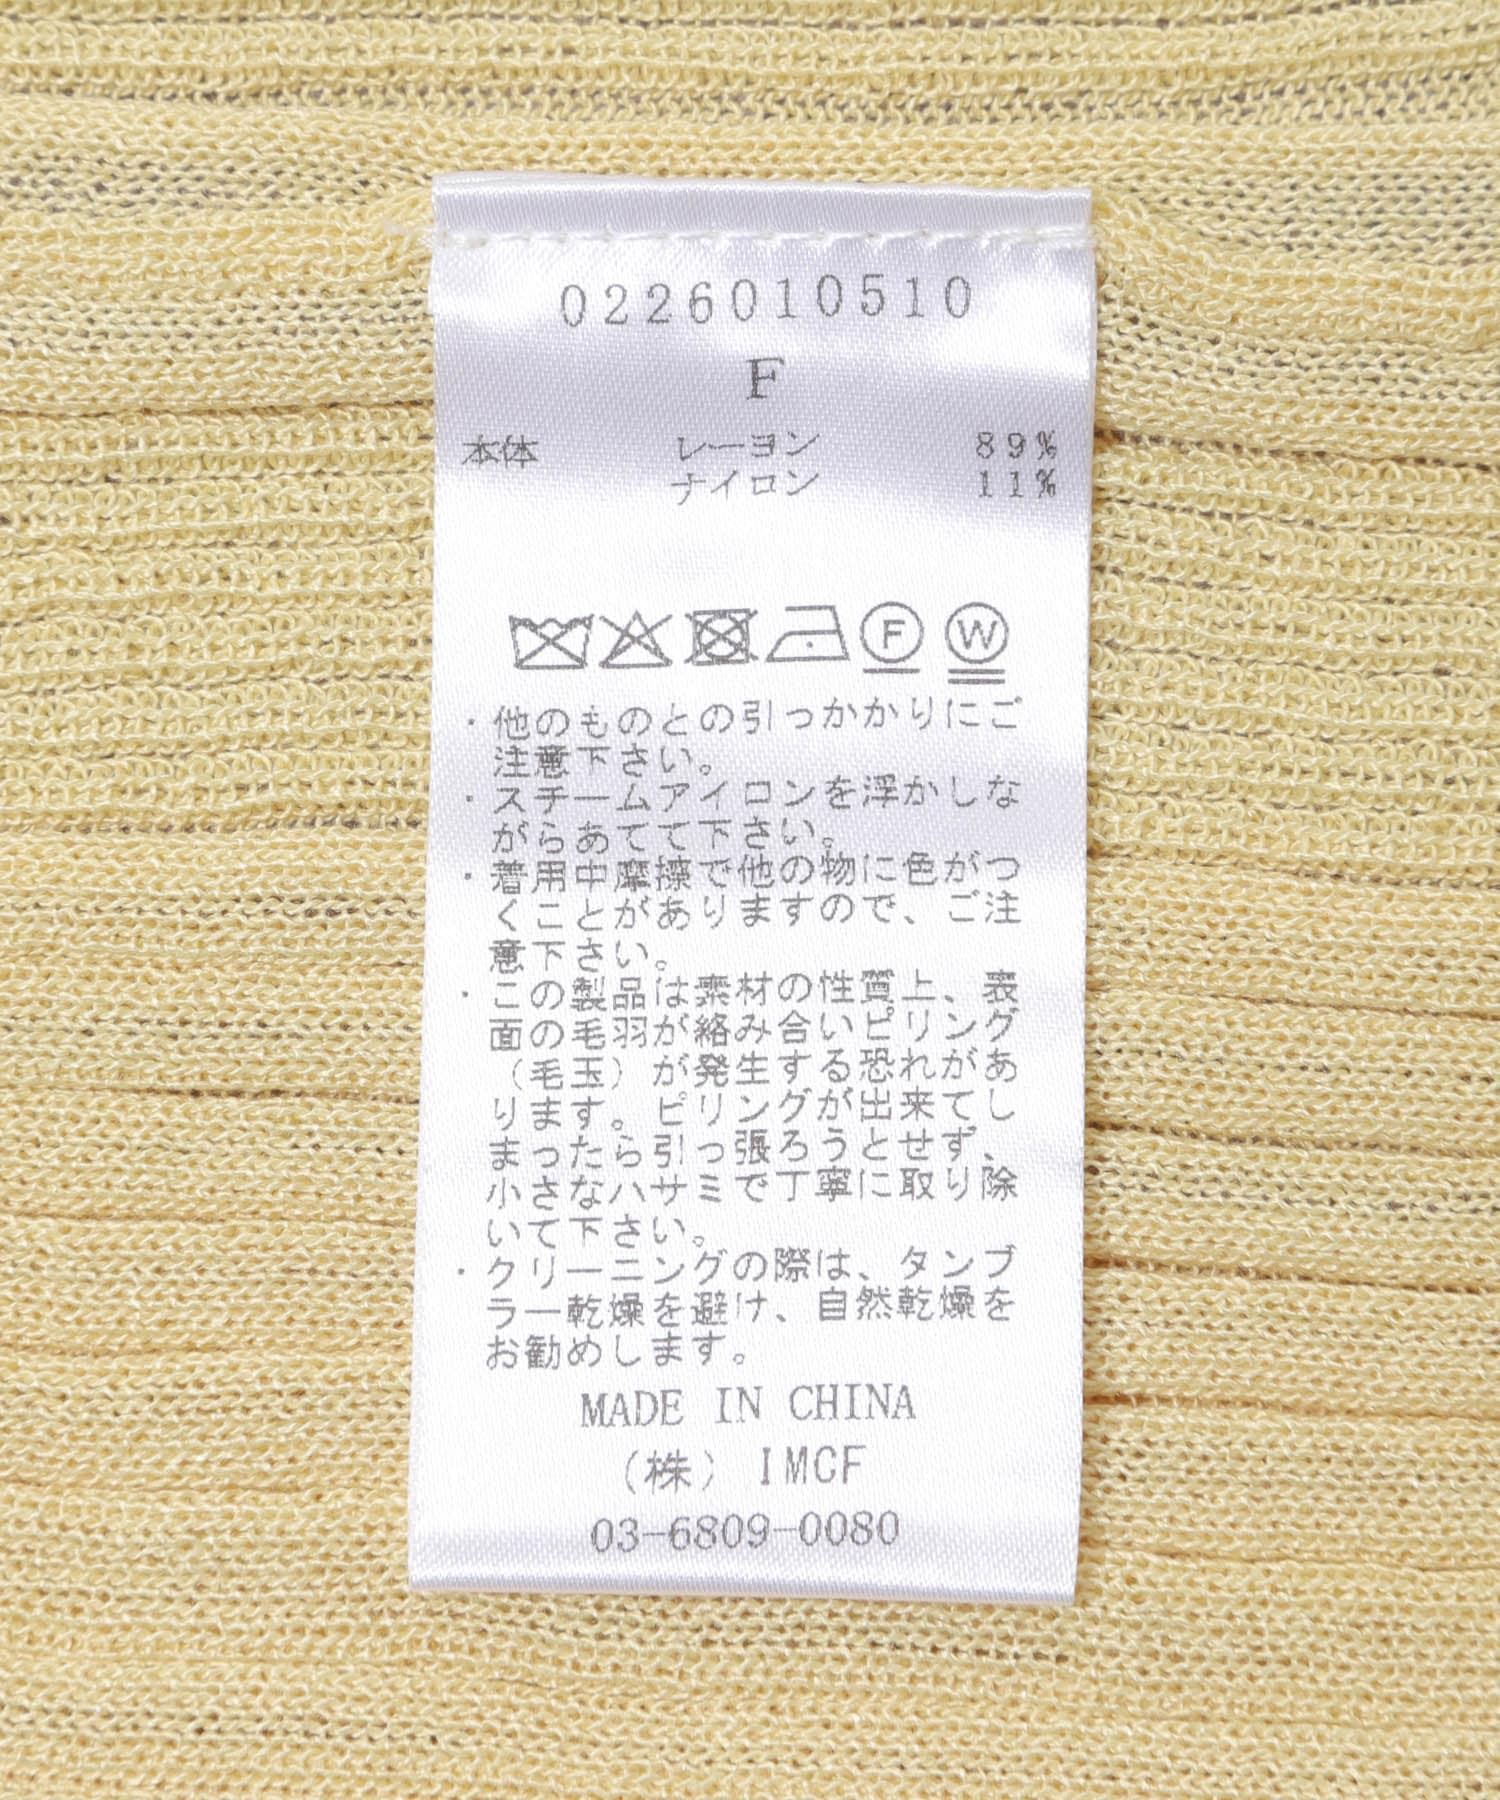 0226010510
F
本体 レーヨン 89%
ナイロン 11%
F W
・他のものとの引っかかりにご
注意下さい。
・スチームアイロンを浮かしな
がらあてて下さい。
・着用中摩擦で他の物に色がつ
くことがありますので、ご注
意下さい。
・この製品は素材の性質上、表
面の毛羽が絡み合いピリング
（毛玉）が発生する恐れがあ
ります。ピリングが出来てし
まったら引っ張ろうとせず、
小さなハサミで丁寧に取り除
いて下さい。
・クリーニングの際は、タンブ
ラー乾燥を避け、自然乾燥を
お勧めします。
MADE IN CHINA
（株）IMCF
03-6809-0080